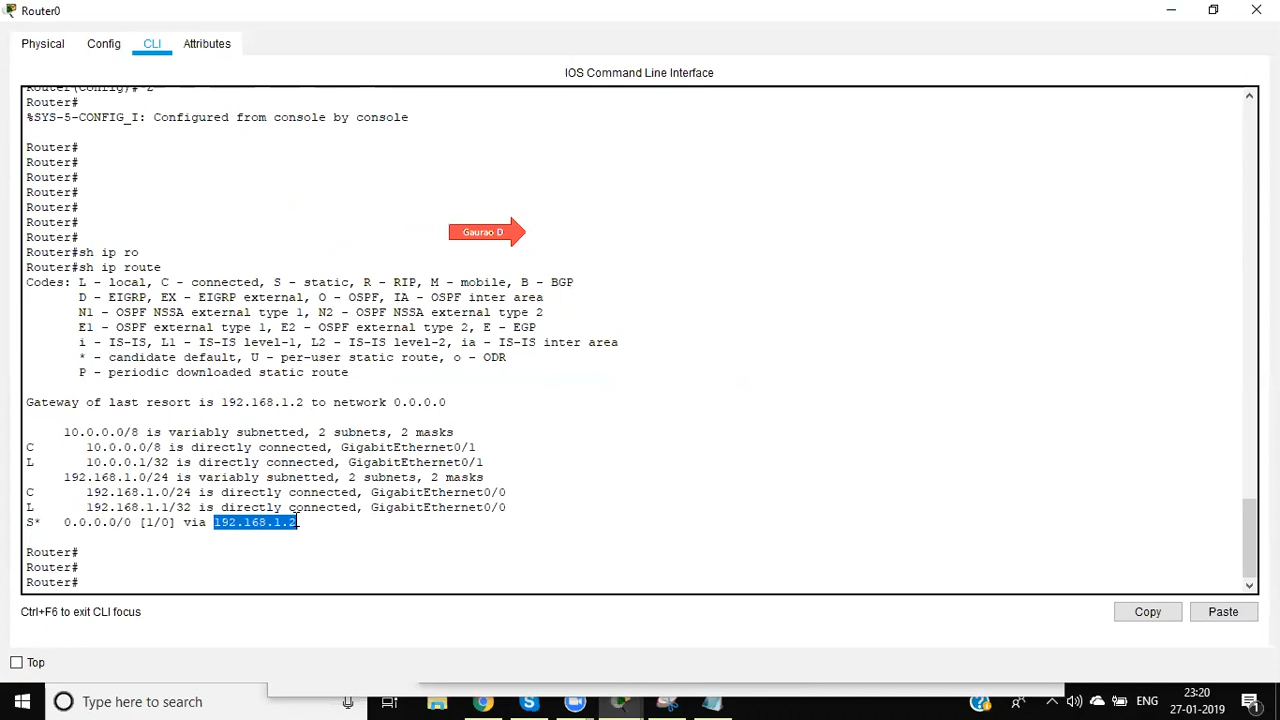 Router0
Physical Config CLI Attributes
IOS Command Line Interface
Router(config)#^Z
Router#
%SYS-5-CONFIG_I: Configured from console by console
Router#
Router#
Router#
Router#
Router#
Router#
Router#
Gaurao D
Router#sh ip ro
Router#sh ip route
Codes: L - local, C - connected, S - static, R - RIP, M - mobile, B - BGP
D - EIGRP, EX - EIGRP external, O - OSPF, IA - OSPF inter area
N1 - OSPF NSSA external type 1, N2 - OSPF NSSA external type 2
E1 - OSPF external type 1, E2 - OSPF external type 2, E - EGP
i - IS-IS, L1 - IS-IS level-1, L2 - IS-IS level-2, ia - IS-IS inter area
* - candidate default, U - per-user static route, o - ODR
P - periodic downloaded static route
Gateway of last resort is 192.168.1.2 to network 0.0.0.0
10.0.0.0/8 is variably subnetted, 2 subnets, 2 masks
C 10.0.0.0/8 is directly connected, GigabitEthernet0/1
L 10.0.0.1/32 is directly connected, GigabitEthernet0/1
192.168.1.0/24 is variably subnetted, 2 subnets, 2 masks
C 192.168.1.0/24 is directly connected, GigabitEthernet0/0
L 192.168.1.1/32 is directly connected, GigabitEthernet0/0
S* 0.0.0.0/0 [1/0] via 192.168.1.2
Router#
Router#
Router#
Ctrl+F6 to exit CLI focus
Copy Paste
Top
Type here to search
ENG
23:20
27-01-2019
1